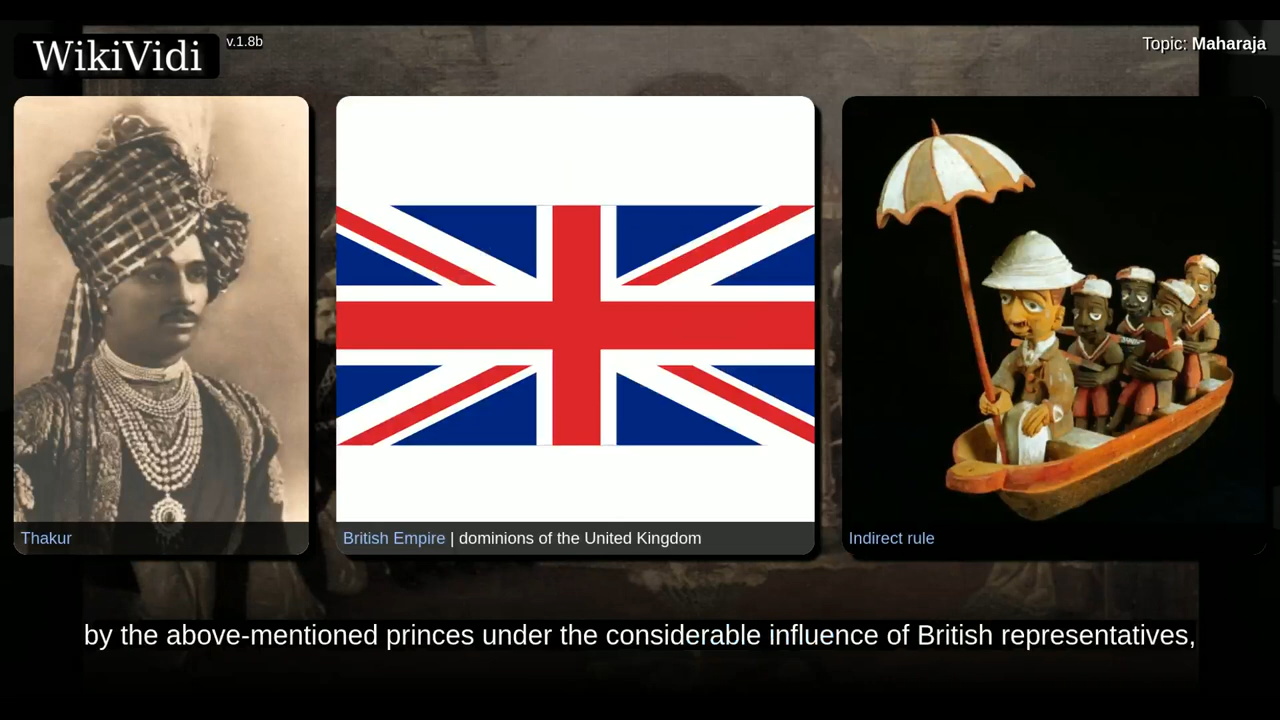 WikiVidi v.1.8b
Topic: Maharaja
Thakur
British Empire | dominions of the United Kingdom
Indirect rule
by the above-mentioned princes under the considerable influence of British representatives,